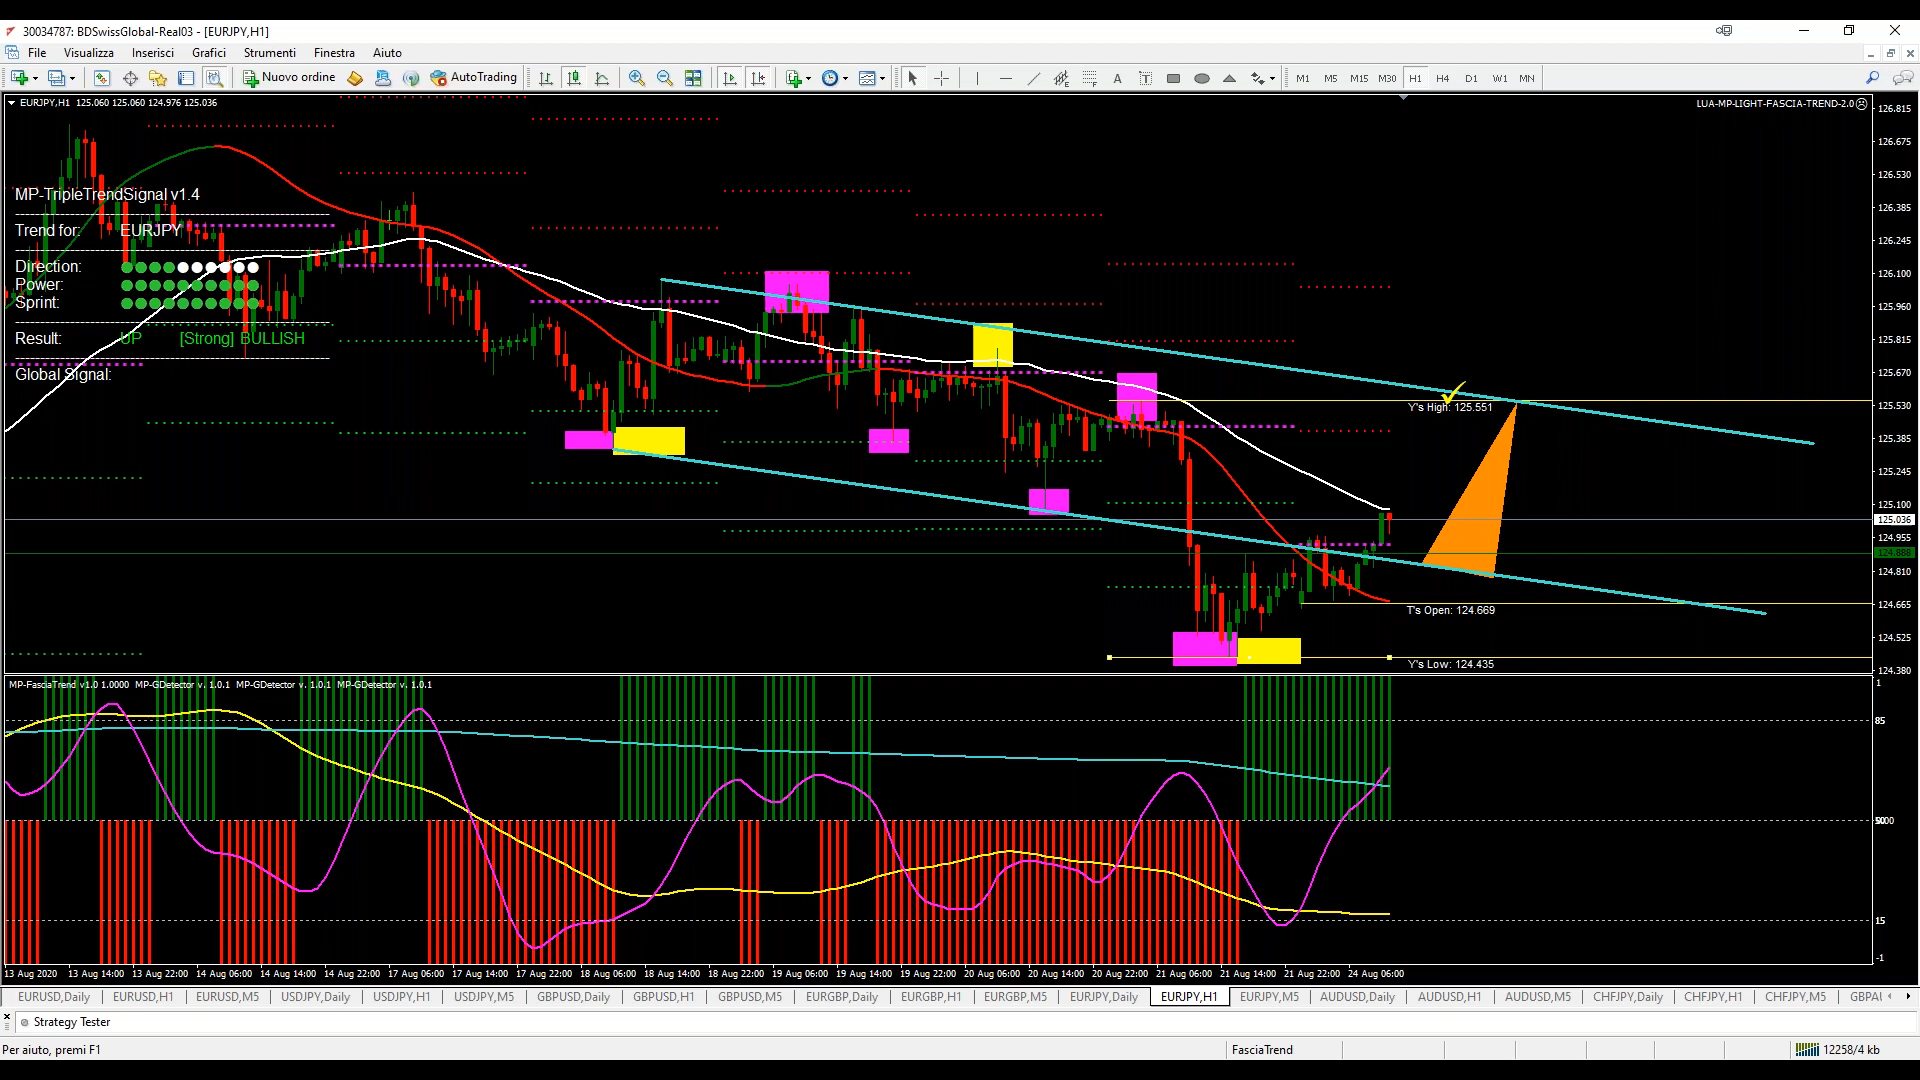 30034787: BDSwissGlobal-Real03 - [EURJPY,H1]
File Visualizza Inserisci Grafici Strumenti Finestra Aiuto
Nuovo ordine AutoTrading A T M1 M5 M15 M30 H1 H4 D1 W1 MN
EURJPY,H1 125.060 125.060 124.976 125.036
LUA-MP-LIGHT-FASCIA-TREND-2.0
126.815
126.675
126.530
126.385
126.245
126.100
125.960
125.815
125.670
125.530
125.385
125.245
125.100
125.036
124.955
124.888
124.810
124.665
124.525
124.380
MP-TripleTrendSignal v1.4
Trend for: EURJPY
Direction:
Power:
Sprint:
Result: UP [Strong] BULLISH
Global Signal:
Y's High: 125.551
T's Open: 124.669
Y's Low: 124.435
MP-FasciaTrend v1.0 1.0000 MP-GDetector v. 1.0.1 MP-GDetector v. 1.0.1 MP-GDetector v. 1.0.1
1
85
15
-1
13 Aug 2020 13 Aug 14:00 13 Aug 22:00 14 Aug 06:00 14 Aug 14:00 14 Aug 22:00 17 Aug 06:00 17 Aug 14:00 17 Aug 22:00 18 Aug 06:00 18 Aug 14:00 18 Aug 22:00 19 Aug 06:00 19 Aug 14:00 19 Aug 22:00 20 Aug 06:00 20 Aug 14:00 20 Aug 22:00 21 Aug 06:00 21 Aug 14:00 21 Aug 22:00 24 Aug 06:00
EURUSD,Daily EURUSD,H1 EURUSD,M5 USDJPY,Daily USDJPY,H1 USDJPY,M5 GBPUSD,Daily GBPUSD,H1 GBPUSD,M5 EURGBP,Daily EURGBP,H1 EURGBP,M5 EURJPY,Daily EURJPY,H1 EURJPY,M5 AUDUSD,Daily AUDUSD,H1 AUDUSD,M5 CHFJPY,Daily CHFJPY,H1 CHFJPY,M5 GBPAU
Strategy Tester
Per aiuto, premi F1
FasciaTrend
12258/4 kb